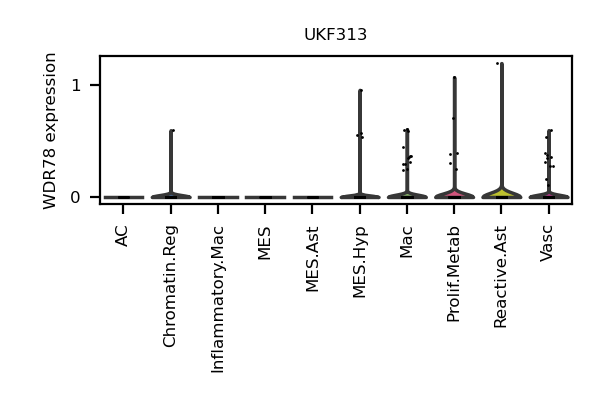 UKF313
WDR78 expression
1
0
AC
Chromatin.Reg
Inflammatory.Mac
MES
MES.Ast
MES.Hyp
Mac
Prolif.Metab
Reactive.Ast
Vasc